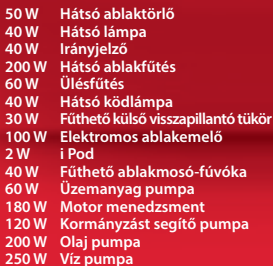 50 W Hátsó ablaktörlő
40 W Hátsó lámpa
40 W Irányjelző
200 W Hátsó ablakfűtés
60 W Ülésfűtés
40 W Hátsó ködlámpa
30 W Fűthető külső visszapillantó tükör
100 W Elektromos ablakemelő
2 W i Pod
40 W Fűthető ablakmosó-fúvóka
60 W Üzemanyag pumpa
180 W Motor menedzsment
120 W Kormányzást segítő pumpa
200 W Olaj pumpa
250 W Víz pumpa